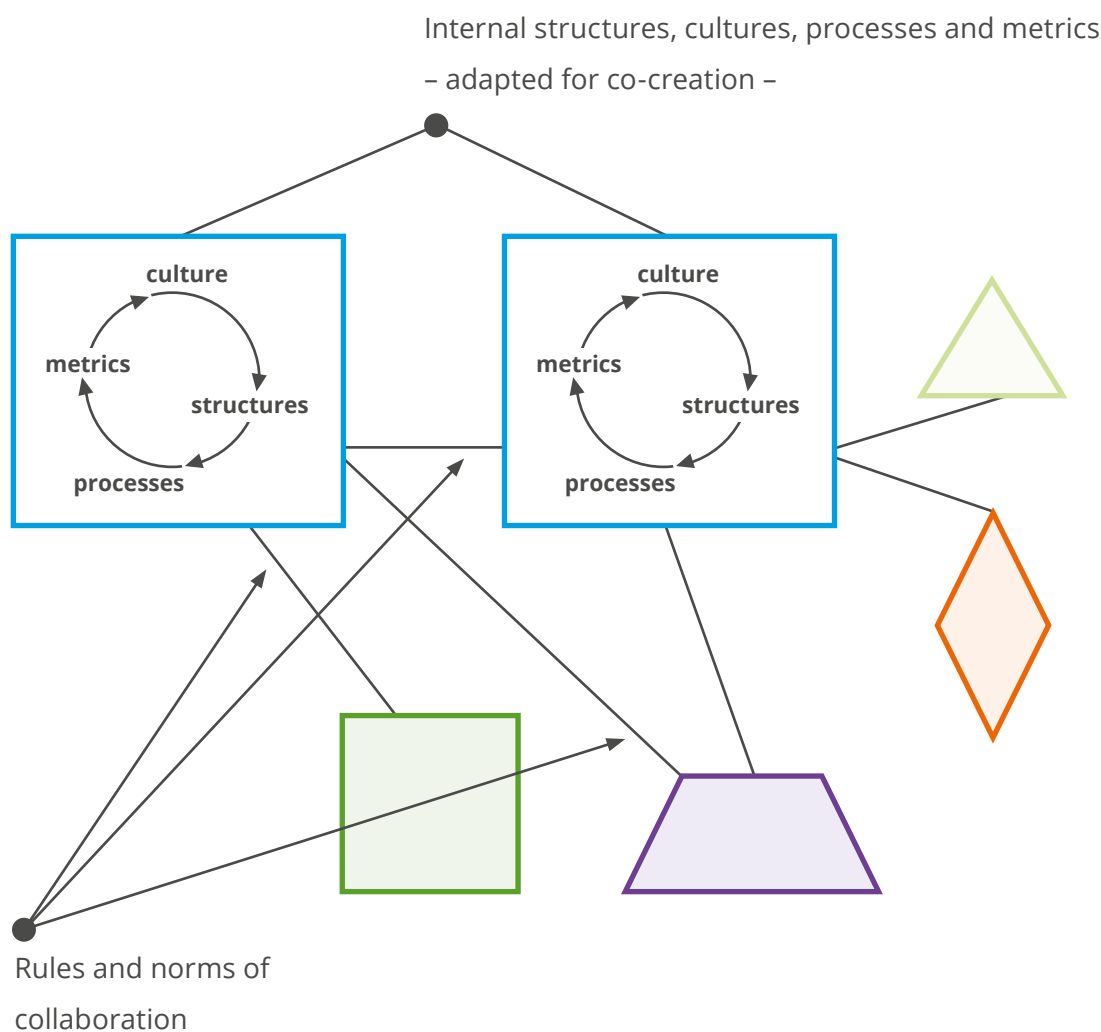 Internal structures, cultures, processes and metrics
– adapted for co-creation –
culture
metrics
structures
processes
culture
metrics
structures
processes
Rules and norms of
collaboration